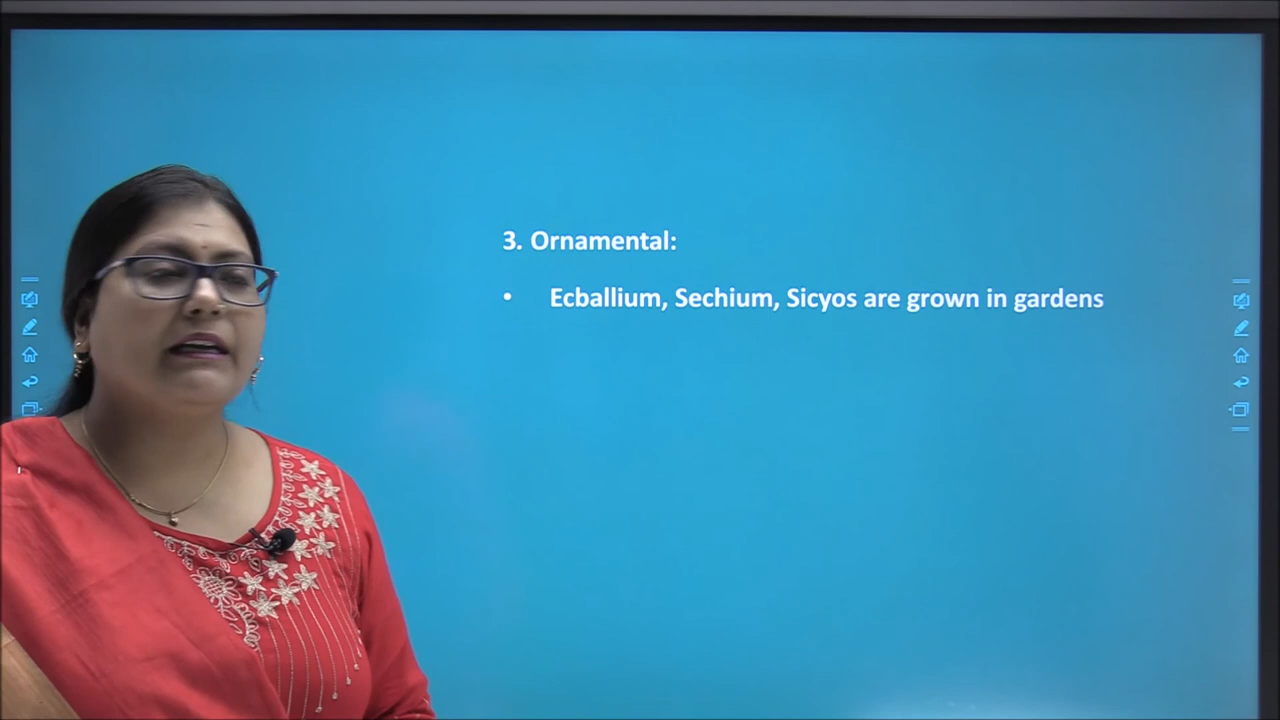 3. Ornamental:
• Ecballium, Sechium, Sicyos are grown in gardens